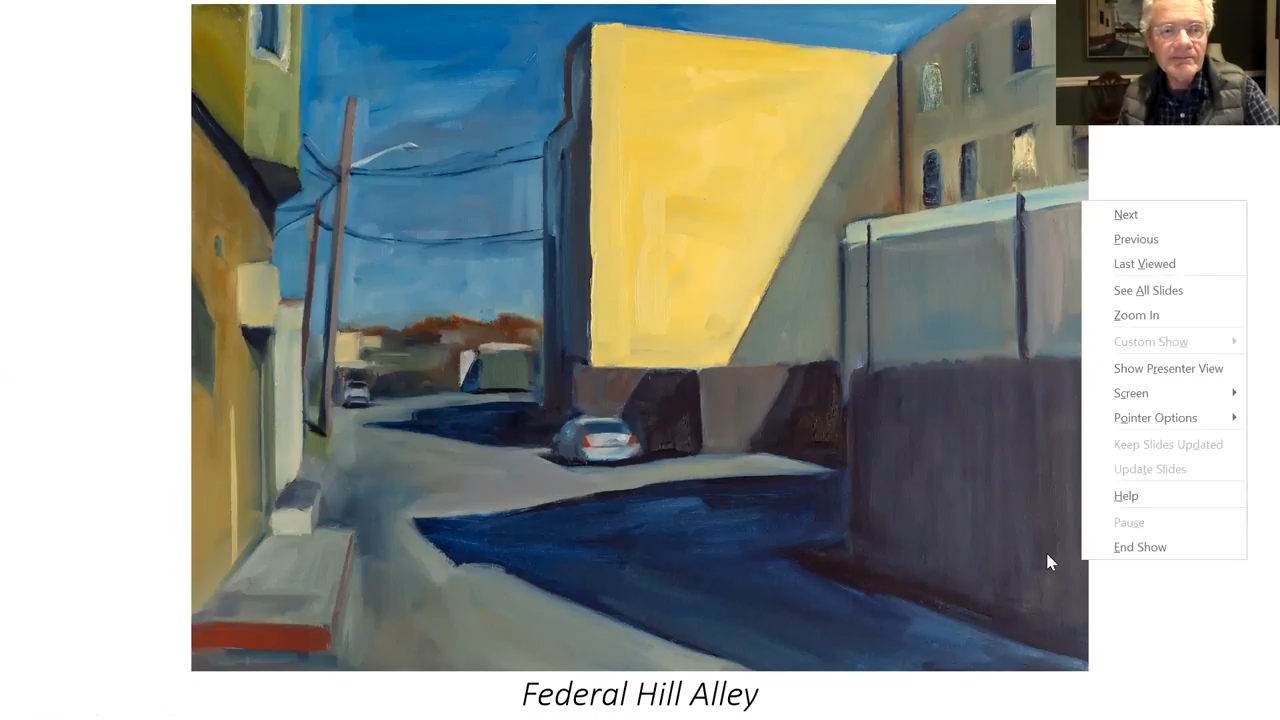 Next
Previous
Last Viewed
See All Slides
Zoom In
Custom Show
Show Presenter View
Screen
Pointer Options
Keep Slides Updated
Update Slides
Help
Pause
End Show
Federal Hill Alley